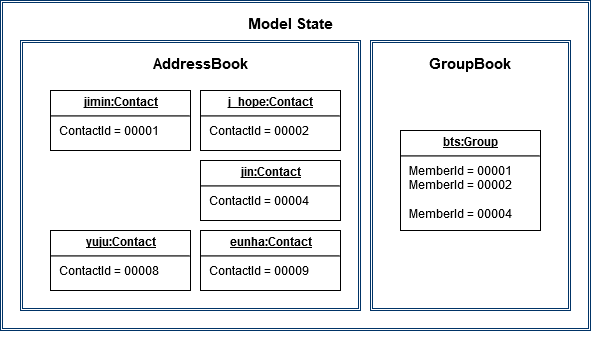 Model State
AddressBook
jimin:Contact
ContactId = 00001
j_hope:Contact
ContactId = 00002
jin:Contact
ContactId = 00004
yuju:Contact
ContactId = 00008
eunha:Contact
ContactId = 00009
GroupBook
bts:Group
MemberId = 00001
MemberId = 00002
MemberId = 00004